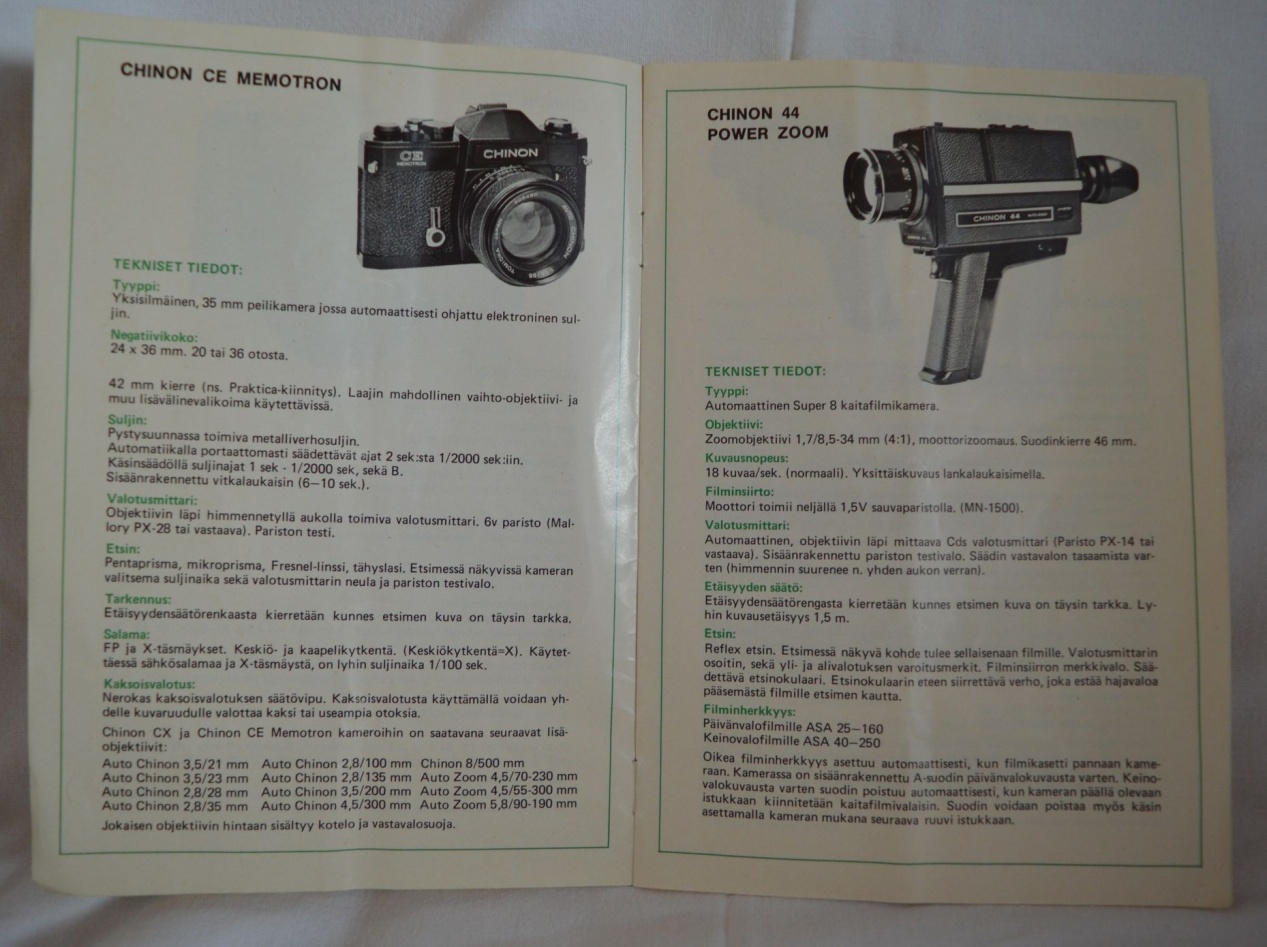 CHINON CE MEMOTRON
CE
MEMOTRON
CHINON
TEKNISET TIEDOT:
Tyyppi:
Yksisilmäinen, 35 mm peilikamera jossa automaattisesti ohjattu elektroninen sul-
jin.
Negatiivikoko:
24 x 36 mm. 20 tai 36 otosta.
42 mm kierre (ns. Praktica-kiinnitys). Laajin mahdollinen vaihto-objektiivi- ja
muu lisävälinevalikoima käytettävissä.
Suljin:
Pystysuunnassa toimiva metalliverhosuljin.
Automatiikalla portaattomasti säädettävät ajat 2 sek:sta 1/2000 sek:iin.
Käsinsäädöllä suljinajat 1 sek - 1/2000 sek, sekä B.
Sisäänrakennettu vitkalaukaisin (6—10 sek.).
Valotusmittari:
Objektiivin läpi himmennetyllä aukolla toimiva valotusmittari. 6v paristo (Mal-
lory PX-28 tai vastaava). Pariston testi.
Etsin:
Pentaprisma, mikroprisma, Fresnel-linssi, tähyslasi. Etsimessä näkyvissä kameran
valitsema suljinaika sekä valotusmittarin neula ja pariston testivalo.
Tarkennus:
Etäisyydensäätörenkaasta kierretään kunnes etsimen kuva on täysin tarkka.
Salama:
FP ja X-täsmäykset. Keskiö- ja kaapelikytkentä. (Keskiökytkentä=X). Käytet-
täessä sähkösalamaa ja X-täsmäystä, on lyhin suljinaika 1/100 sek.
Kaksoisvalotus:
Nerokas kaksoisvalotuksen säätövipu. Kaksoisvalotusta käyttämällä voidaan yh-
delle kuvaruudulle valottaa kaksi tai useampia otoksia.
Chinon CX ja Chinon CE Memotron kameroihin on saatavana seuraavat lisä-
objektiivit:
Auto Chinon 3,5/21 mm Auto Chinon 2,8/100 mm Chinon 8/500 mm
Auto Chinon 3,5/23 mm Auto Chinon 2,8/135 mm Auto Zoom 4,5/70-230 mm
Auto Chinon 2,8/28 mm Auto Chinon 3,5/200 mm Auto Zoom 4,5/55-300 mm
Auto Chinon 2,8/35 mm Auto Chinon 4,5/300 mm Auto Zoom 5,8/90-190 mm
Jokaisen objektiivin hintaan sisältyy kotelo ja vastavalosuoja.
CHINON 44
POWER ZOOM
CHINON 44
TEKNISET TIEDOT:
Tyyppi:
Automaattinen Super 8 kaitafilmikamera.
Objektiivi:
Zoomobjektiivi 1,7/8,5-34 mm (4:1), moottorizoomaus. Suodinkierre 46 mm.
Kuvausnopeus:
18 kuvaa/sek. (normaali). Yksittäiskuvaus lankalaukaisimella.
Filminsiirto:
Moottori toimii neljällä 1,5V sauvaparistolla. (MN-1500).
Valotusmittari:
Automaattinen, objektiivin läpi mittaava Cds valotusmittari (Paristo PX-14 tai
vastaava). Sisäänrakennettu pariston testivalo. Säädin vastavalon tasaamista var-
ten (himmennin suurenee n. yhden aukon verran).
Etäisyyden säätö:
Etäisyydensäätörengasta kierretään kunnes etsimen kuva on täysin tarkka. Ly-
hin kuvausetäisyys 1,5 m.
Etsin:
Reflex etsin. Etsimessä näkyvä kohde tulee sellaisenaan filmille. Valotusmittarin
osoitin, sekä yli- ja alivalotuksen varoitusmerkit. Filminsiirron merkkivalo. Sää-
dettävä etsinokulaari. Etsinokulaarin eteen siirrettävä verho, joka estää hajavaloa
pääsemästä filmille etsimen kautta.
Filminherkkyys:
Päivänvalofilmille ASA 25—160
Keinovalofilmille ASA 40—250
Oikea filminherkkyys asettuu automaattisesti, kun filmikasetti pannaan kame-
raan. Kamerassa on sisäänrakennettu A-suodin päivänvalokuvausta varten. Keino-
valokuvausta varten suodin poistuu automaattisesti, kun kameran päällä olevaan
istukkaan kiinnitetään kaitafilmivalaisin. Suodin voidaan poistaa myös käsin
asettamalla kameran mukana seuraava ruuvi istukkaan.